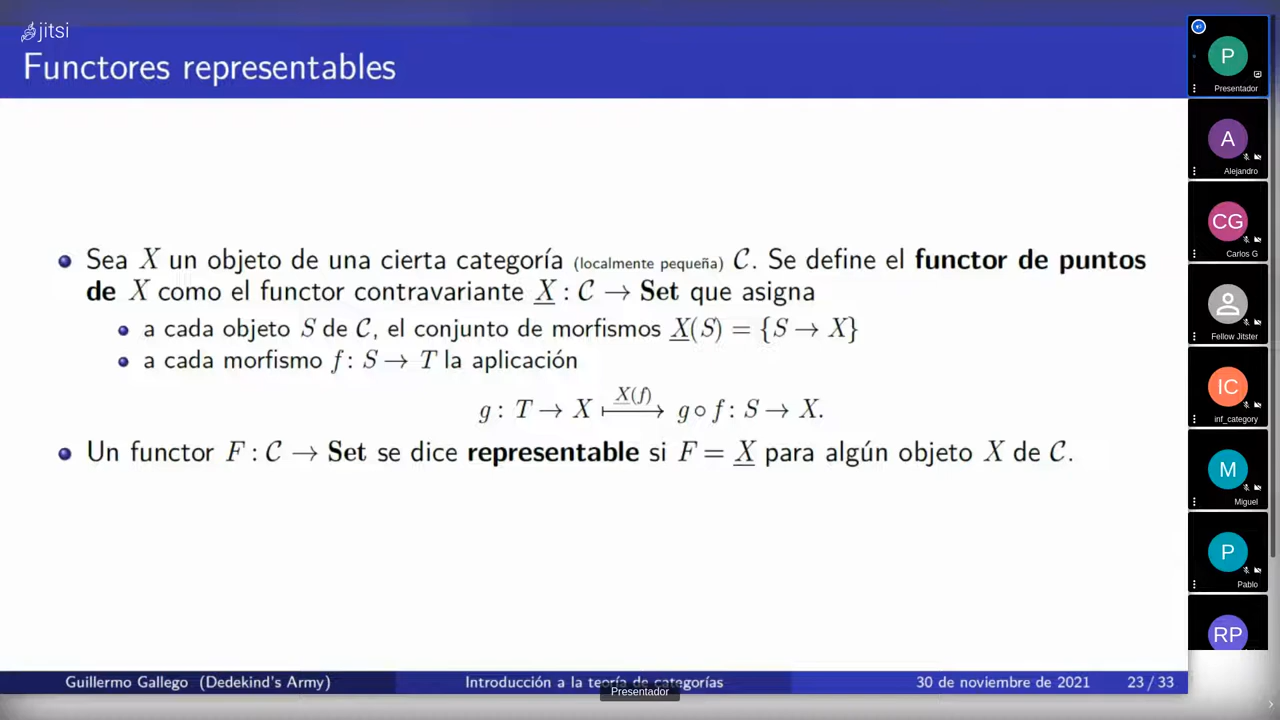 jitsi
Functores representables
Sea X un objeto de una cierta categoría (localmente pequeña) C. Se define el functor de puntos
de X como el functor contravariante X : C → Set que asigna
a cada objeto S de C, el conjunto de morfismos X(S) = {S → X}
a cada morfismo f : S → T la aplicación
X(f)
g : T → X ⟼ g ∘ f : S → X.
Un functor F : C → Set se dice representable si F = X para algún objeto X de C.
Guillermo Gallego (Dedekind's Army)
Introducción a la teoría de categorías
30 de noviembre de 2021
23 / 33
Presentador
P
Presentador
A
Alejandro
CG
Carlos G
Fellow Jitster
IC
inf_category
M
Miguel
P
Pablo
RP